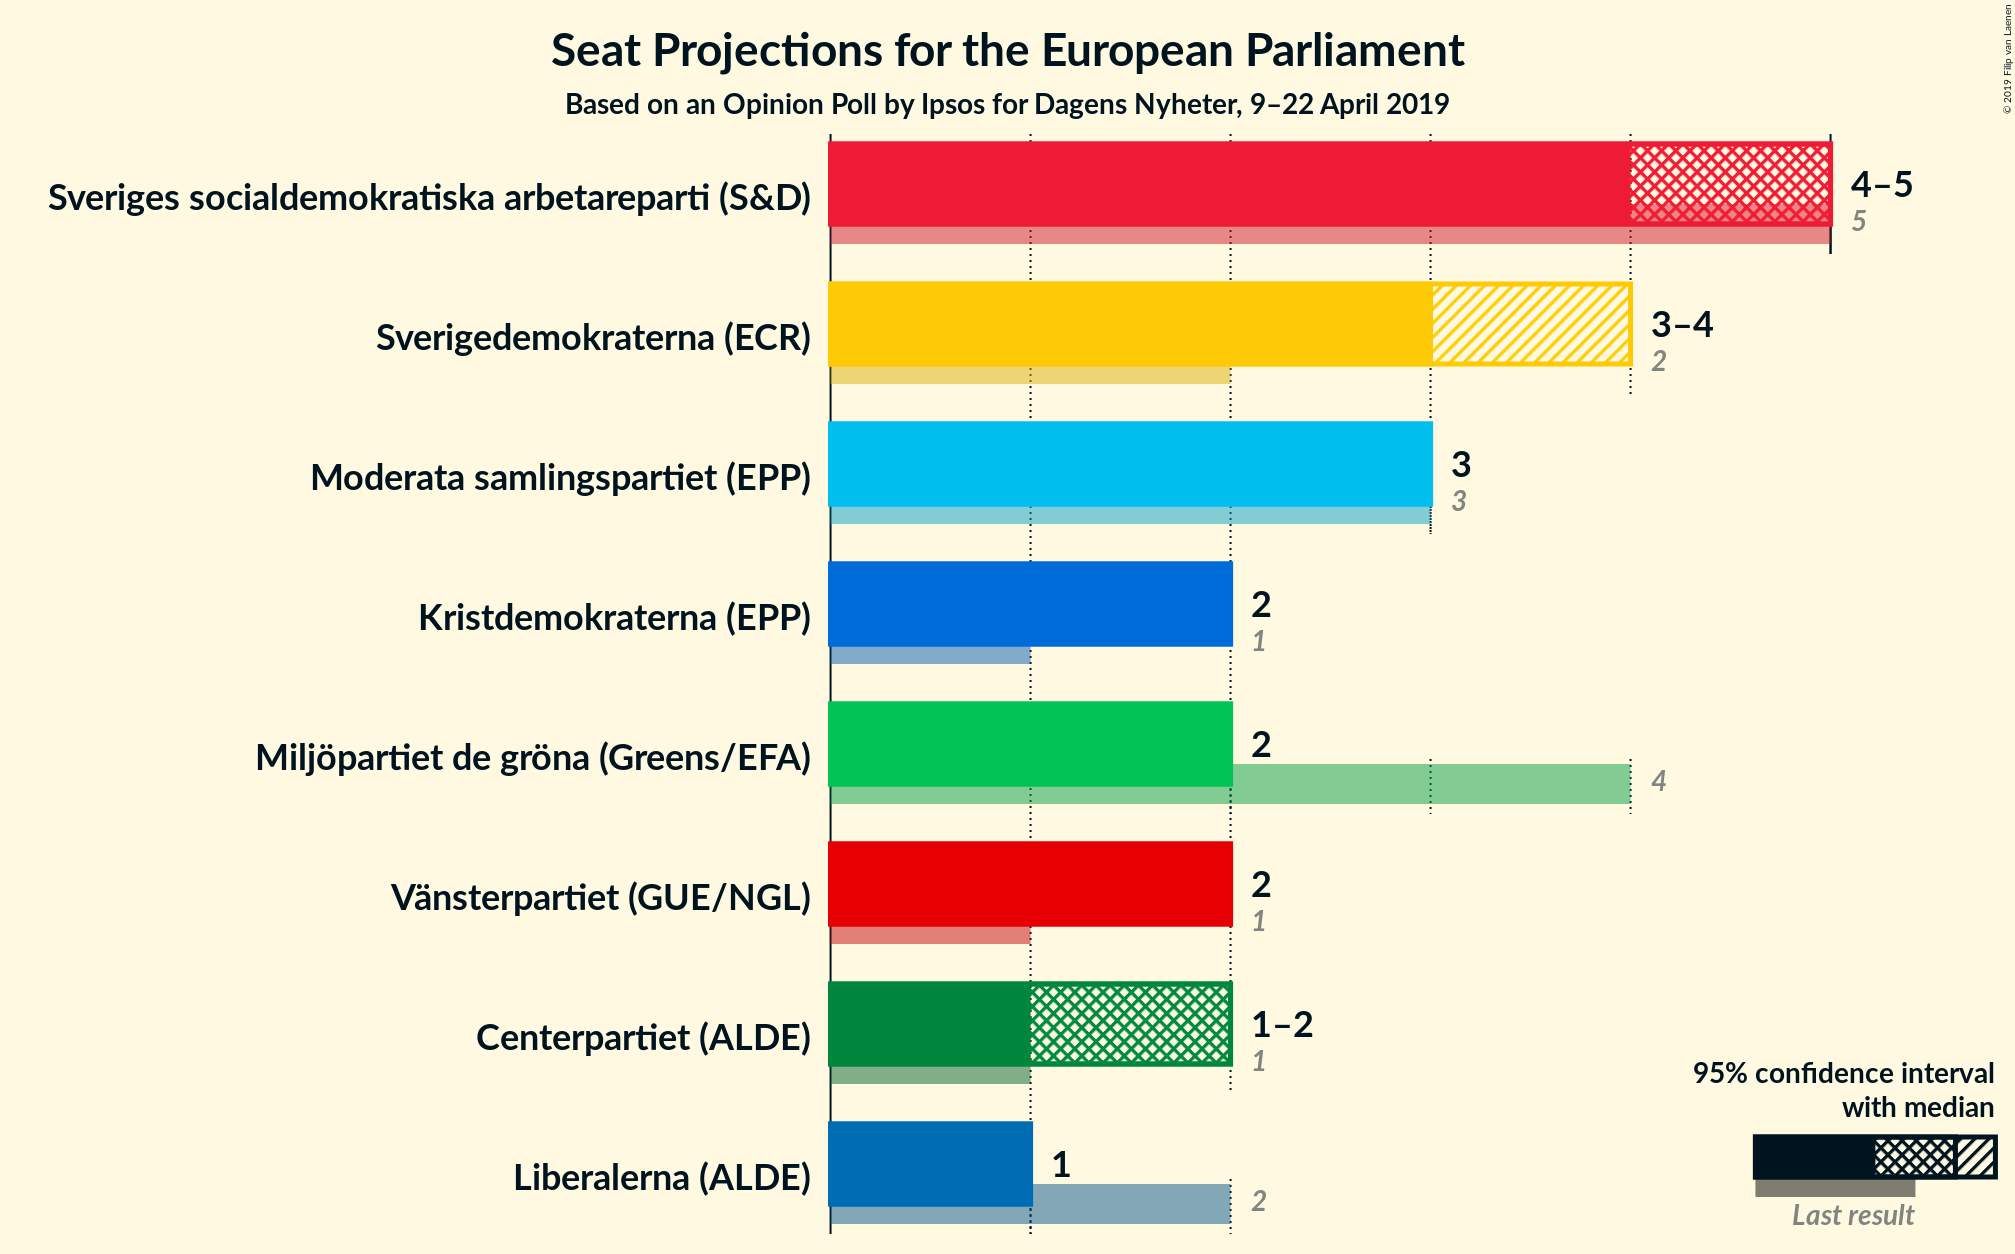 Seat Projections for the European Parliament
Based on an Opinion Poll by Ipsos for Dagens Nyheter, 9–22 April 2019
© 2019 Filip van Laenen
Sveriges socialdemokratiska arbetareparti (S&D)
4–5
5
Sverigedemokraterna (ECR)
3–4
2
Moderata samlingspartiet (EPP)
3
3
Kristdemokraterna (EPP)
2
1
Miljöpartiet de gröna (Greens/EFA)
2
4
Vänsterpartiet (GUE/NGL)
2
1
Centerpartiet (ALDE)
1–2
1
Liberalerna (ALDE)
1
2
95% confidence interval
with median
Last result